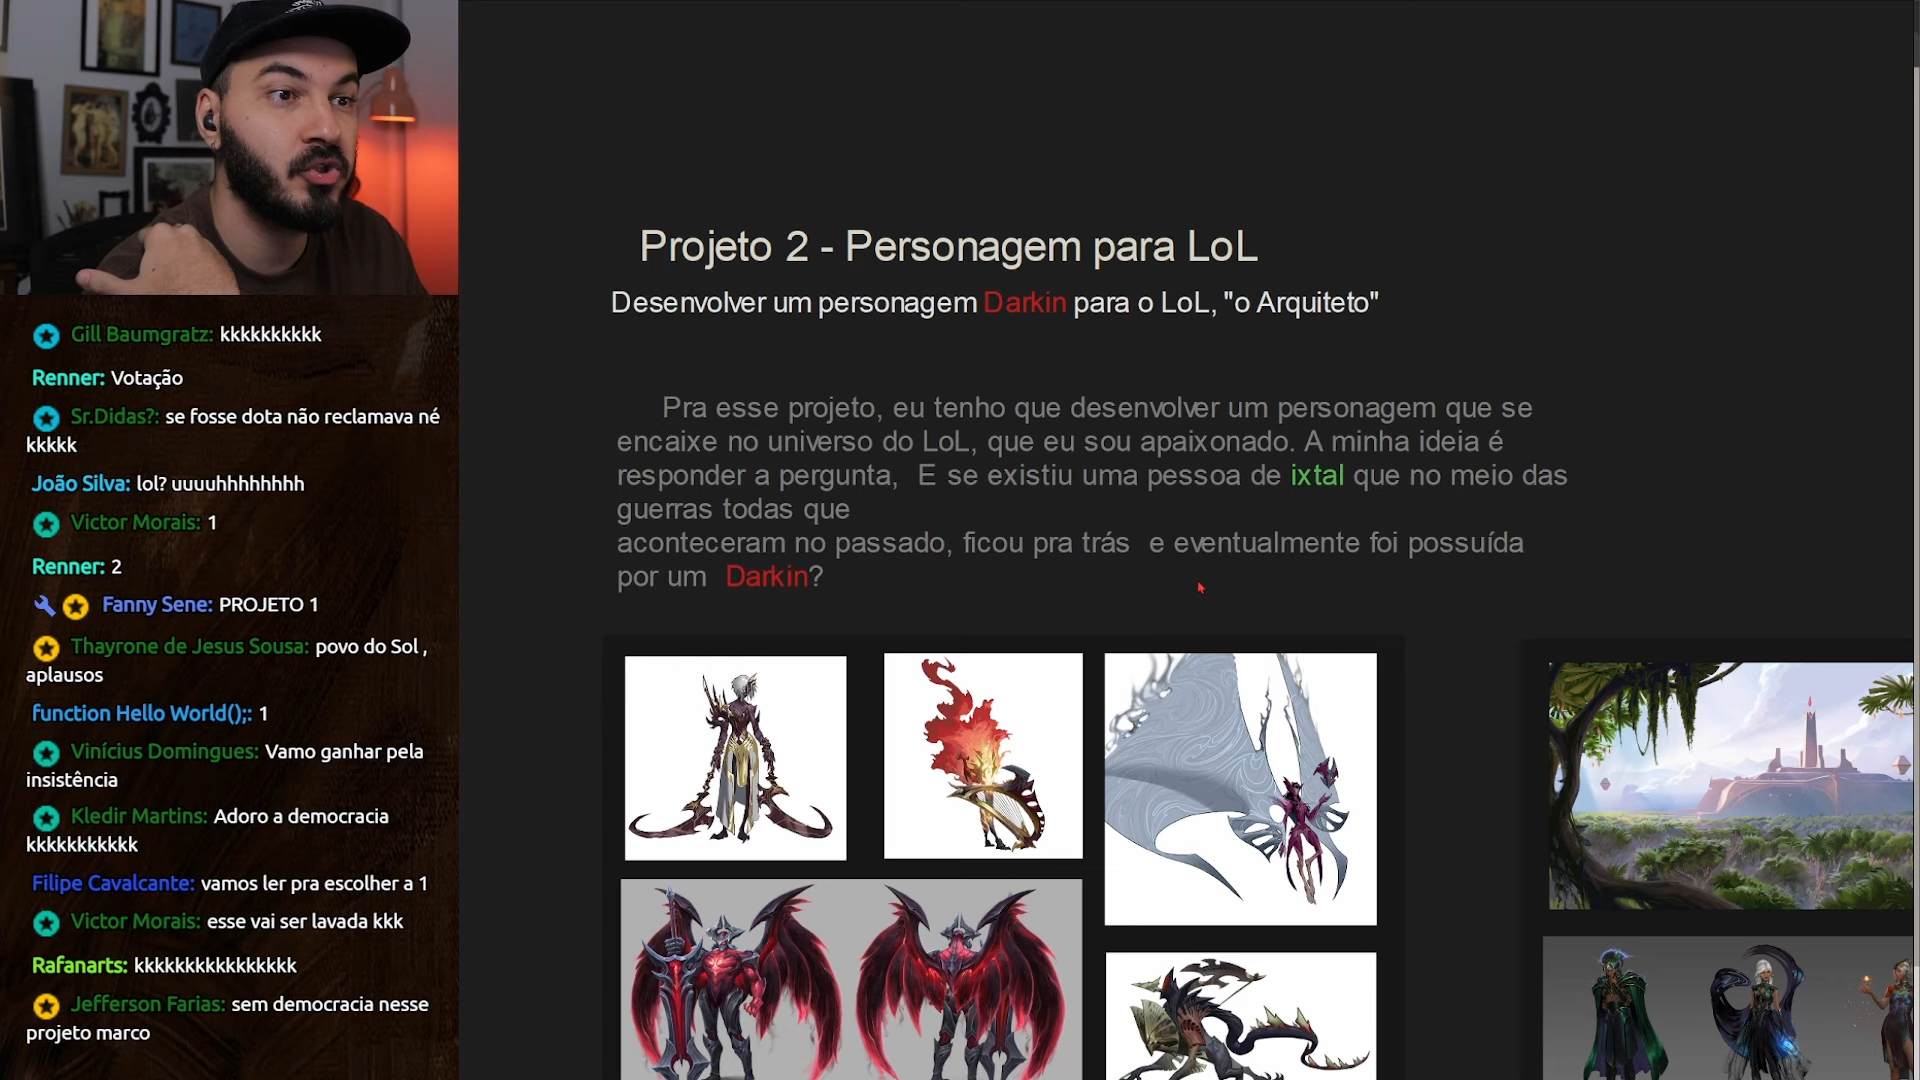 Projeto 2 - Personagem para LoL
Desenvolver um personagem Darkin para o LoL, "o Arquiteto"
Pra esse projeto, eu tenho que desenvolver um personagem que se
encaixe no universo do LoL, que eu sou apaixonado. A minha ideia é
responder a pergunta, E se existiu uma pessoa de ixtal que no meio das
guerras todas que
aconteceram no passado, ficou pra trás e eventualmente foi possuída
por um Darkin?
Gill Baumgratz: kkkkkkkkkk
Renner: Votação
Sr.Didas?: se fosse dota não reclamava né
kkkkk
João Silva: lol? uuuuhhhhhhhh
Victor Morais: 1
Renner: 2
Fanny Sene: PROJETO 1
Thayrone de Jesus Sousa: povo do Sol ,
aplausos
function Hello World();: 1
Vinícius Domingues: Vamo ganhar pela
insistência
Kledir Martins: Adoro a democracia
kkkkkkkkkkk
Filipe Cavalcante: vamos ler pra escolher a 1
Victor Morais: esse vai ser lavada kkk
Rafanarts: kkkkkkkkkkkkkkkk
Jefferson Farias: sem democracia nesse
projeto marco